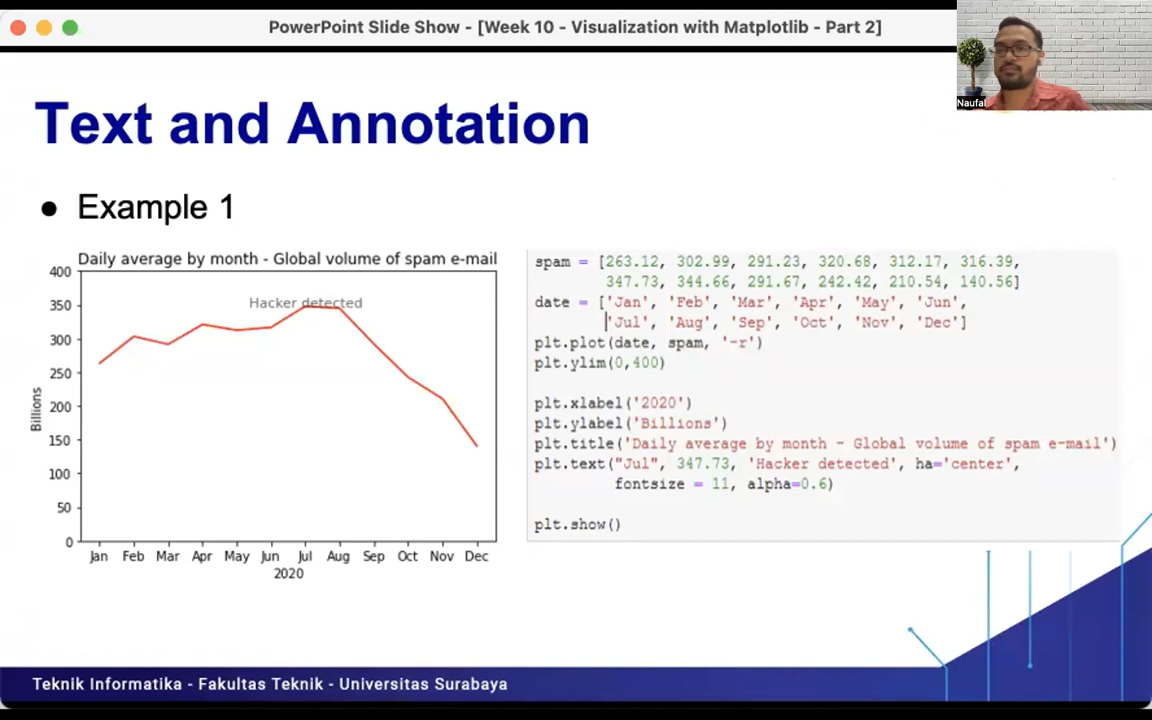 PowerPoint Slide Show - [Week 10 - Visualization with Matplotlib - Part 2]
Naufal
Text and Annotation
● Example 1
Daily average by month - Global volume of spam e-mail
400
350
300
250
200
150
100
50
0
Billions
Hacker detected
Jan Feb Mar Apr May Jun Jul Aug Sep Oct Nov Dec
2020
spam = [263.12, 302.99, 291.23, 320.68, 312.17, 316.39,
347.73, 344.66, 291.67, 242.42, 210.54, 140.56]
date = ['Jan', 'Feb', 'Mar', 'Apr', 'May', 'Jun',
'Jul', 'Aug', 'Sep', 'Oct', 'Nov', 'Dec']
plt.plot(date, spam, '-r')
plt.ylim(0,400)
plt.xlabel('2020')
plt.ylabel('Billions')
plt.title('Daily average by month - Global volume of spam e-mail')
plt.text("Jul", 347.73, 'Hacker detected', ha='center',
fontsize = 11, alpha=0.6)
plt.show()
Teknik Informatika - Fakultas Teknik - Universitas Surabaya